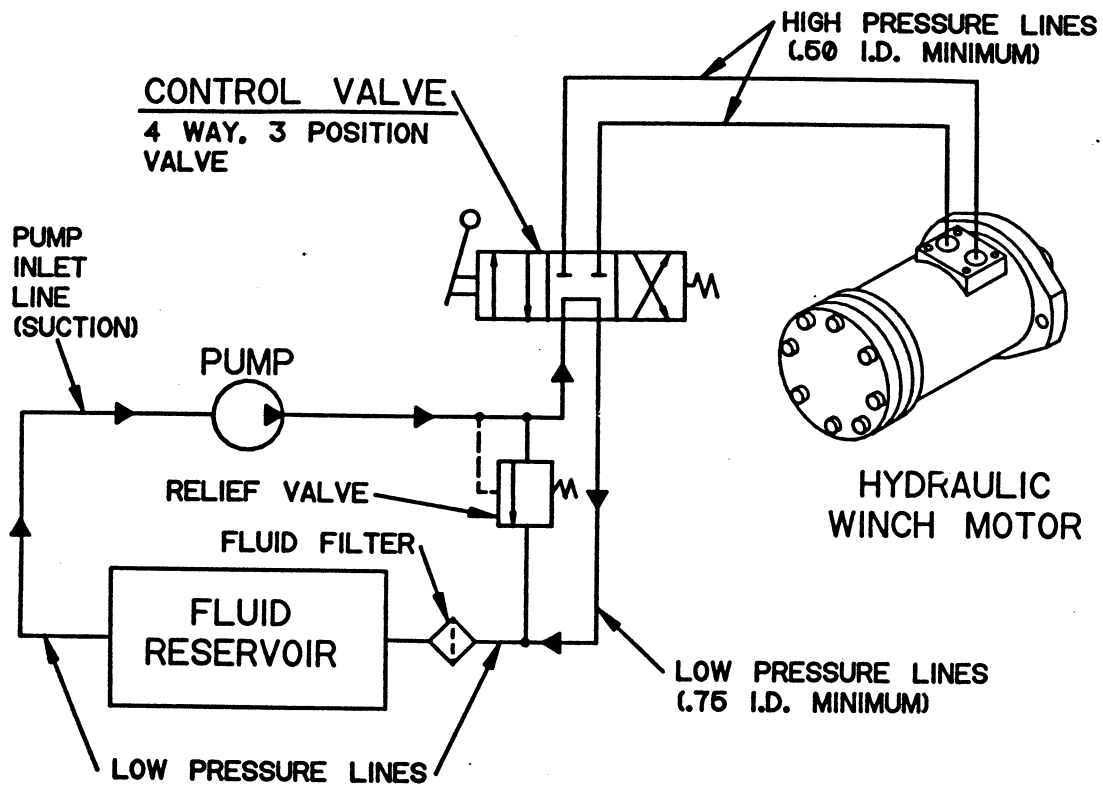 HIGH PRESSURE LINES
(.50 I.D. MINIMUM)
CONTROL VALVE
4 WAY. 3 POSITION
VALVE
PUMP
INLET
LINE
(SUCTION)
PUMP
RELIEF VALVE
HYDRAULIC
WINCH MOTOR
FLUID FILTER
FLUID
RESERVOIR
LOW PRESSURE LINES
(.75 I.D. MINIMUM)
LOW PRESSURE LINES